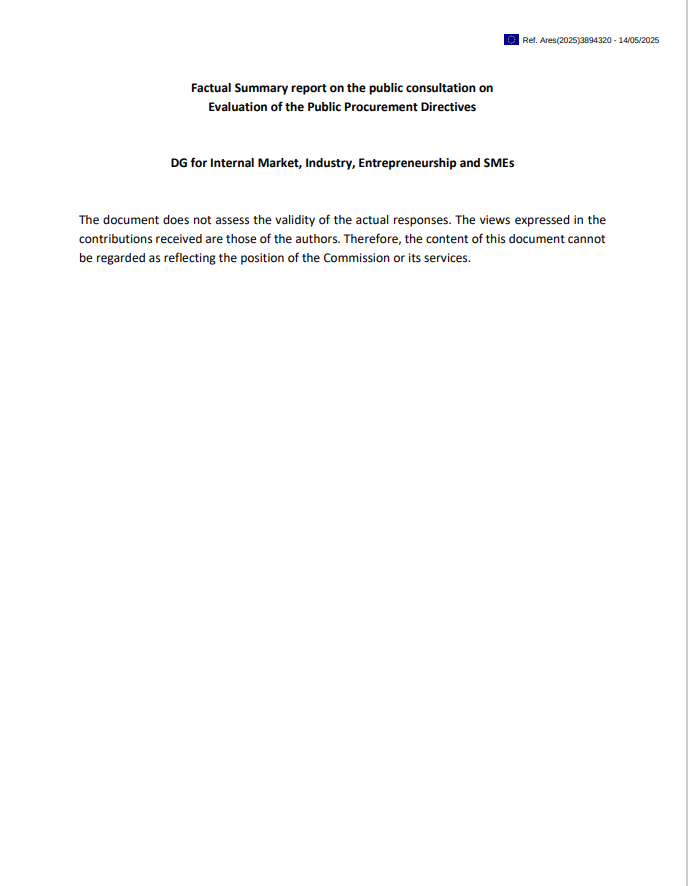 Ref. Ares(2025)3894320 - 14/05/2025
Factual Summary report on the public consultation on
Evaluation of the Public Procurement Directives
DG for Internal Market, Industry, Entrepreneurship and SMEs
The document does not assess the validity of the actual responses. The views expressed in the
contributions received are those of the authors. Therefore, the content of this document cannot
be regarded as reflecting the position of the Commission or its services.